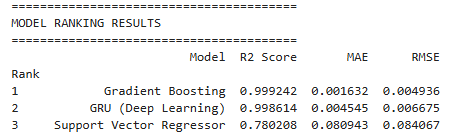 ========================================
MODEL RANKING RESULTS
========================================
Model R2 Score MAE RMSE
Rank
1 Gradient Boosting 0.999242 0.001632 0.004936
2 GRU (Deep Learning) 0.998614 0.004545 0.006675
3 Support Vector Regressor 0.780208 0.080943 0.084067